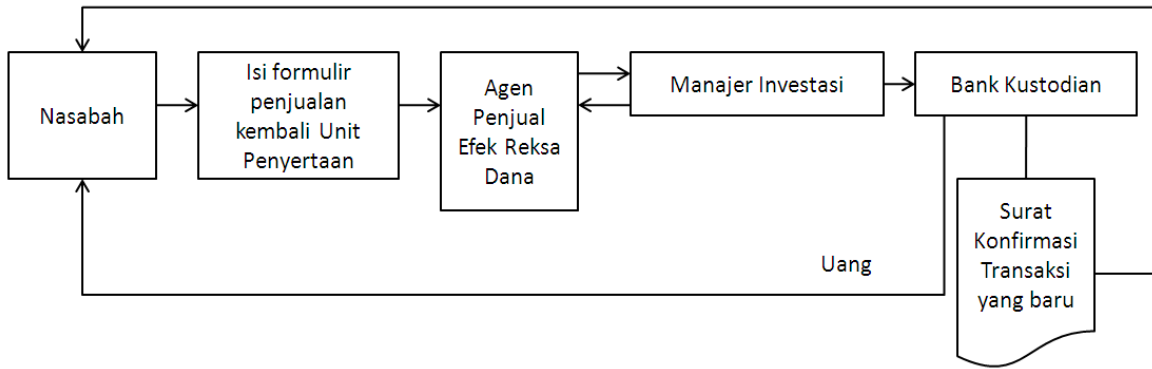 Nasabah
Isi formulir
penjualan
kembali Unit
Penyertaan
Agen
Penjual
Efek Reksa
Dana
Manajer Investasi
Bank Kustodian
Surat
Konfirmasi
Transaksi
yang baru
Uang